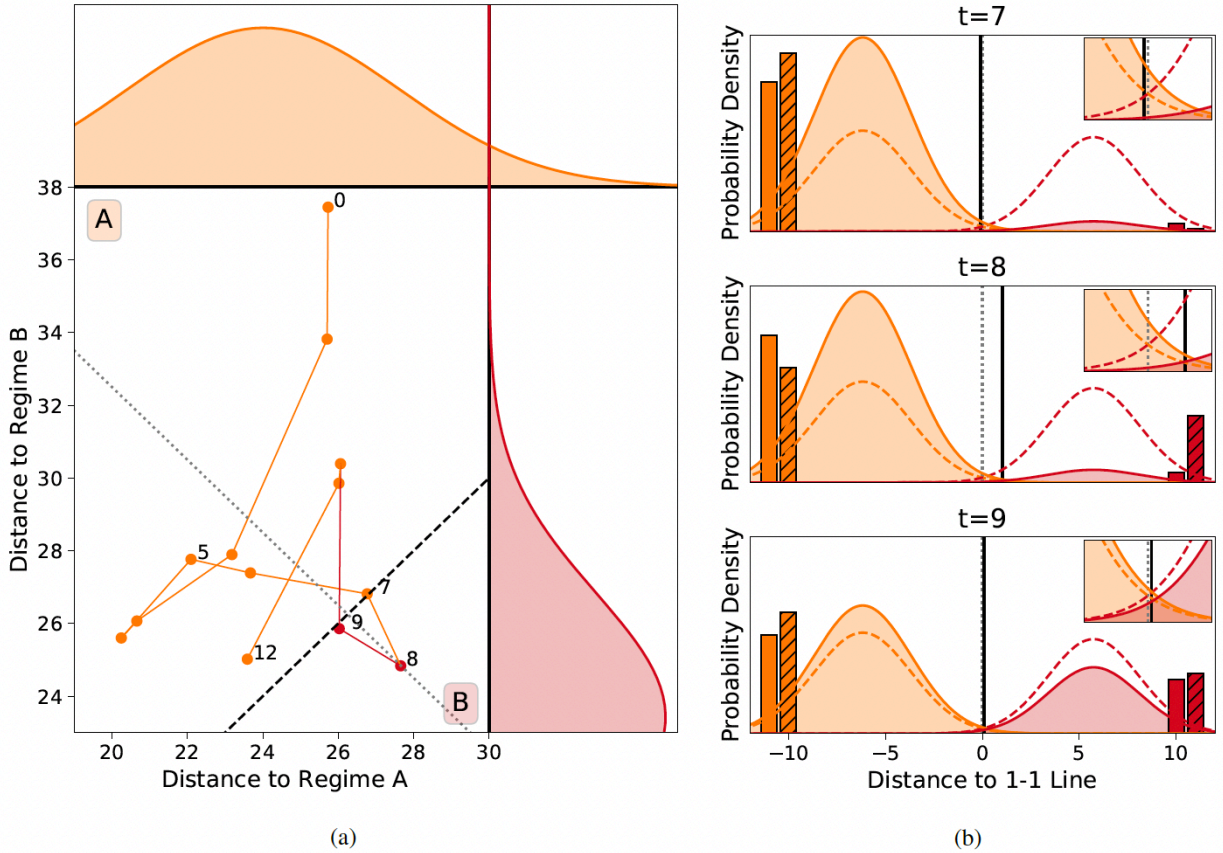 38
36
34
32
30
28
26
24
Distance to Regime B
A
0
5
7
9
8
12
B
20
22
24
26
28
30
Distance to Regime A
(a)
t=7
Probability Density
t=8
Probability Density
t=9
Probability Density
−10
−5
0
5
10
Distance to 1-1 Line
(b)